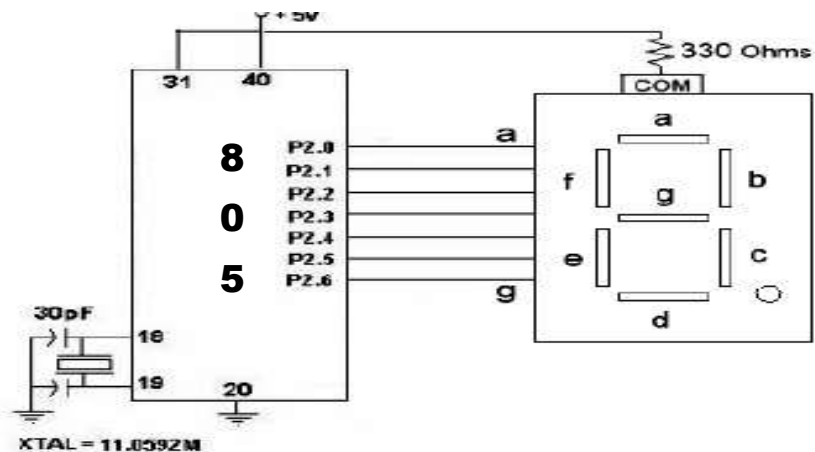 + 5V
330 Ohms
31 40 COM
a
P2.0 a
8 P2.1
f b
P2.2 g
0 P2.3
P2.4
P2.5 e c
5 P2.6
g
d
30pF
18
19 20
XTAL = 11.0592M